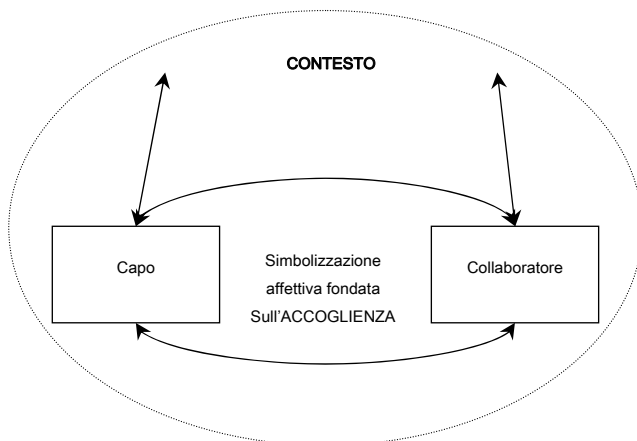 CONTESTO
Capo
Simbolizzazione
affettiva fondata
Sull'ACCOGLIENZA
Collaboratore